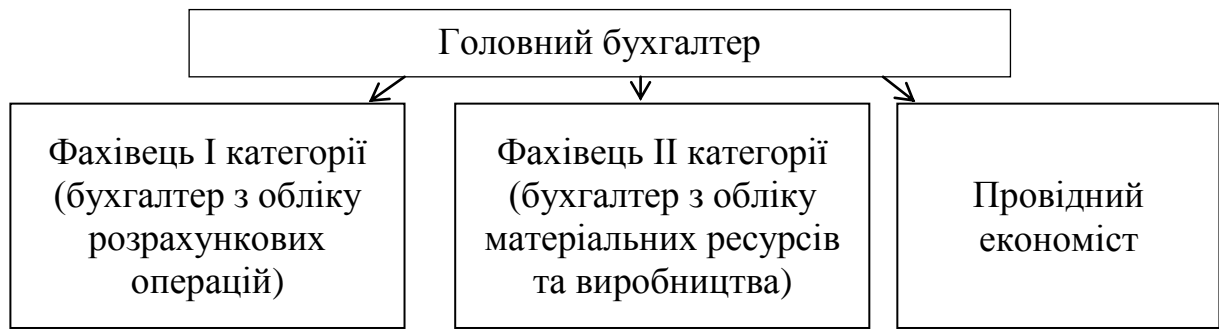 Головний бухгалтер
Фахівець І категорії
(бухгалтер з обліку
розрахункових
операцій)
Фахівець ІІ категорії
(бухгалтер з обліку
матеріальних ресурсів
та виробництва)
Провідний
економіст